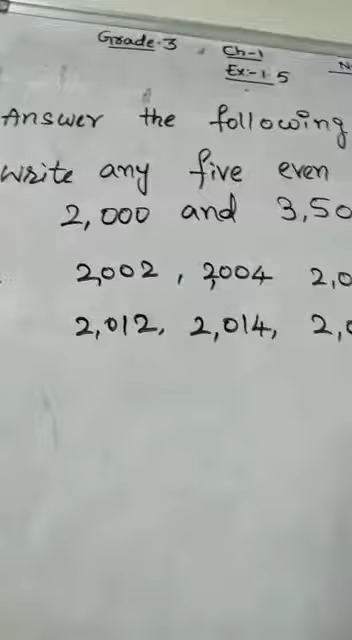 Grade-3 Ch-1
Ex:-1.5
Answer the following
write any five even
2,000 and 3,50
2,002, 2,004 2,0
2,012, 2,014, 2,0